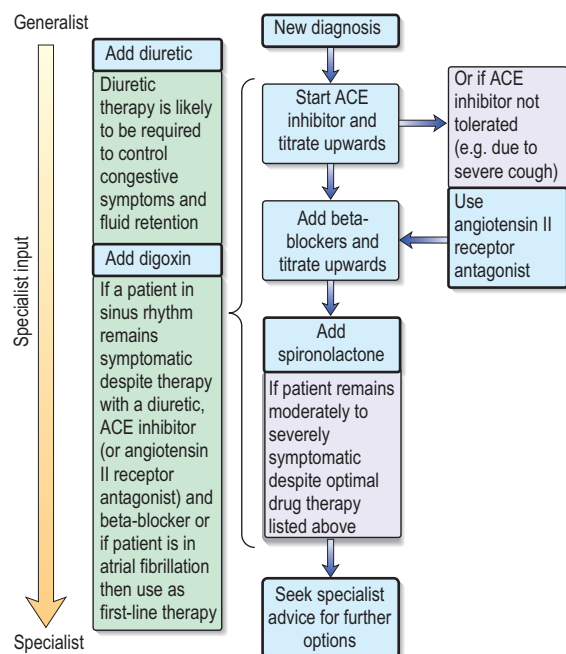 Generalist
Specialist input
Specialist
Add diuretic
Diuretic
therapy is likely
to be required
to control
congestive
symptoms and
fluid retention
Add digoxin
If a patient in
sinus rhythm
remains
symptomatic
despite therapy
with a diuretic,
ACE inhibitor
(or angiotensin
II receptor
antagonist) and
beta-blocker or
if patient is in
atrial fibrillation
then use as
first-line therapy
New diagnosis
Start ACE
inhibitor and
titrate upwards
Or if ACE
inhibitor not
tolerated
(e.g. due to
severe cough)
Use
angiotensin II
receptor
antagonist
Add beta-
blockers and
titrate upwards
Add
spironolactone
If patient remains
moderately to
severely
symptomatic
despite optimal
drug therapy
listed above
Seek specialist
advice for further
options